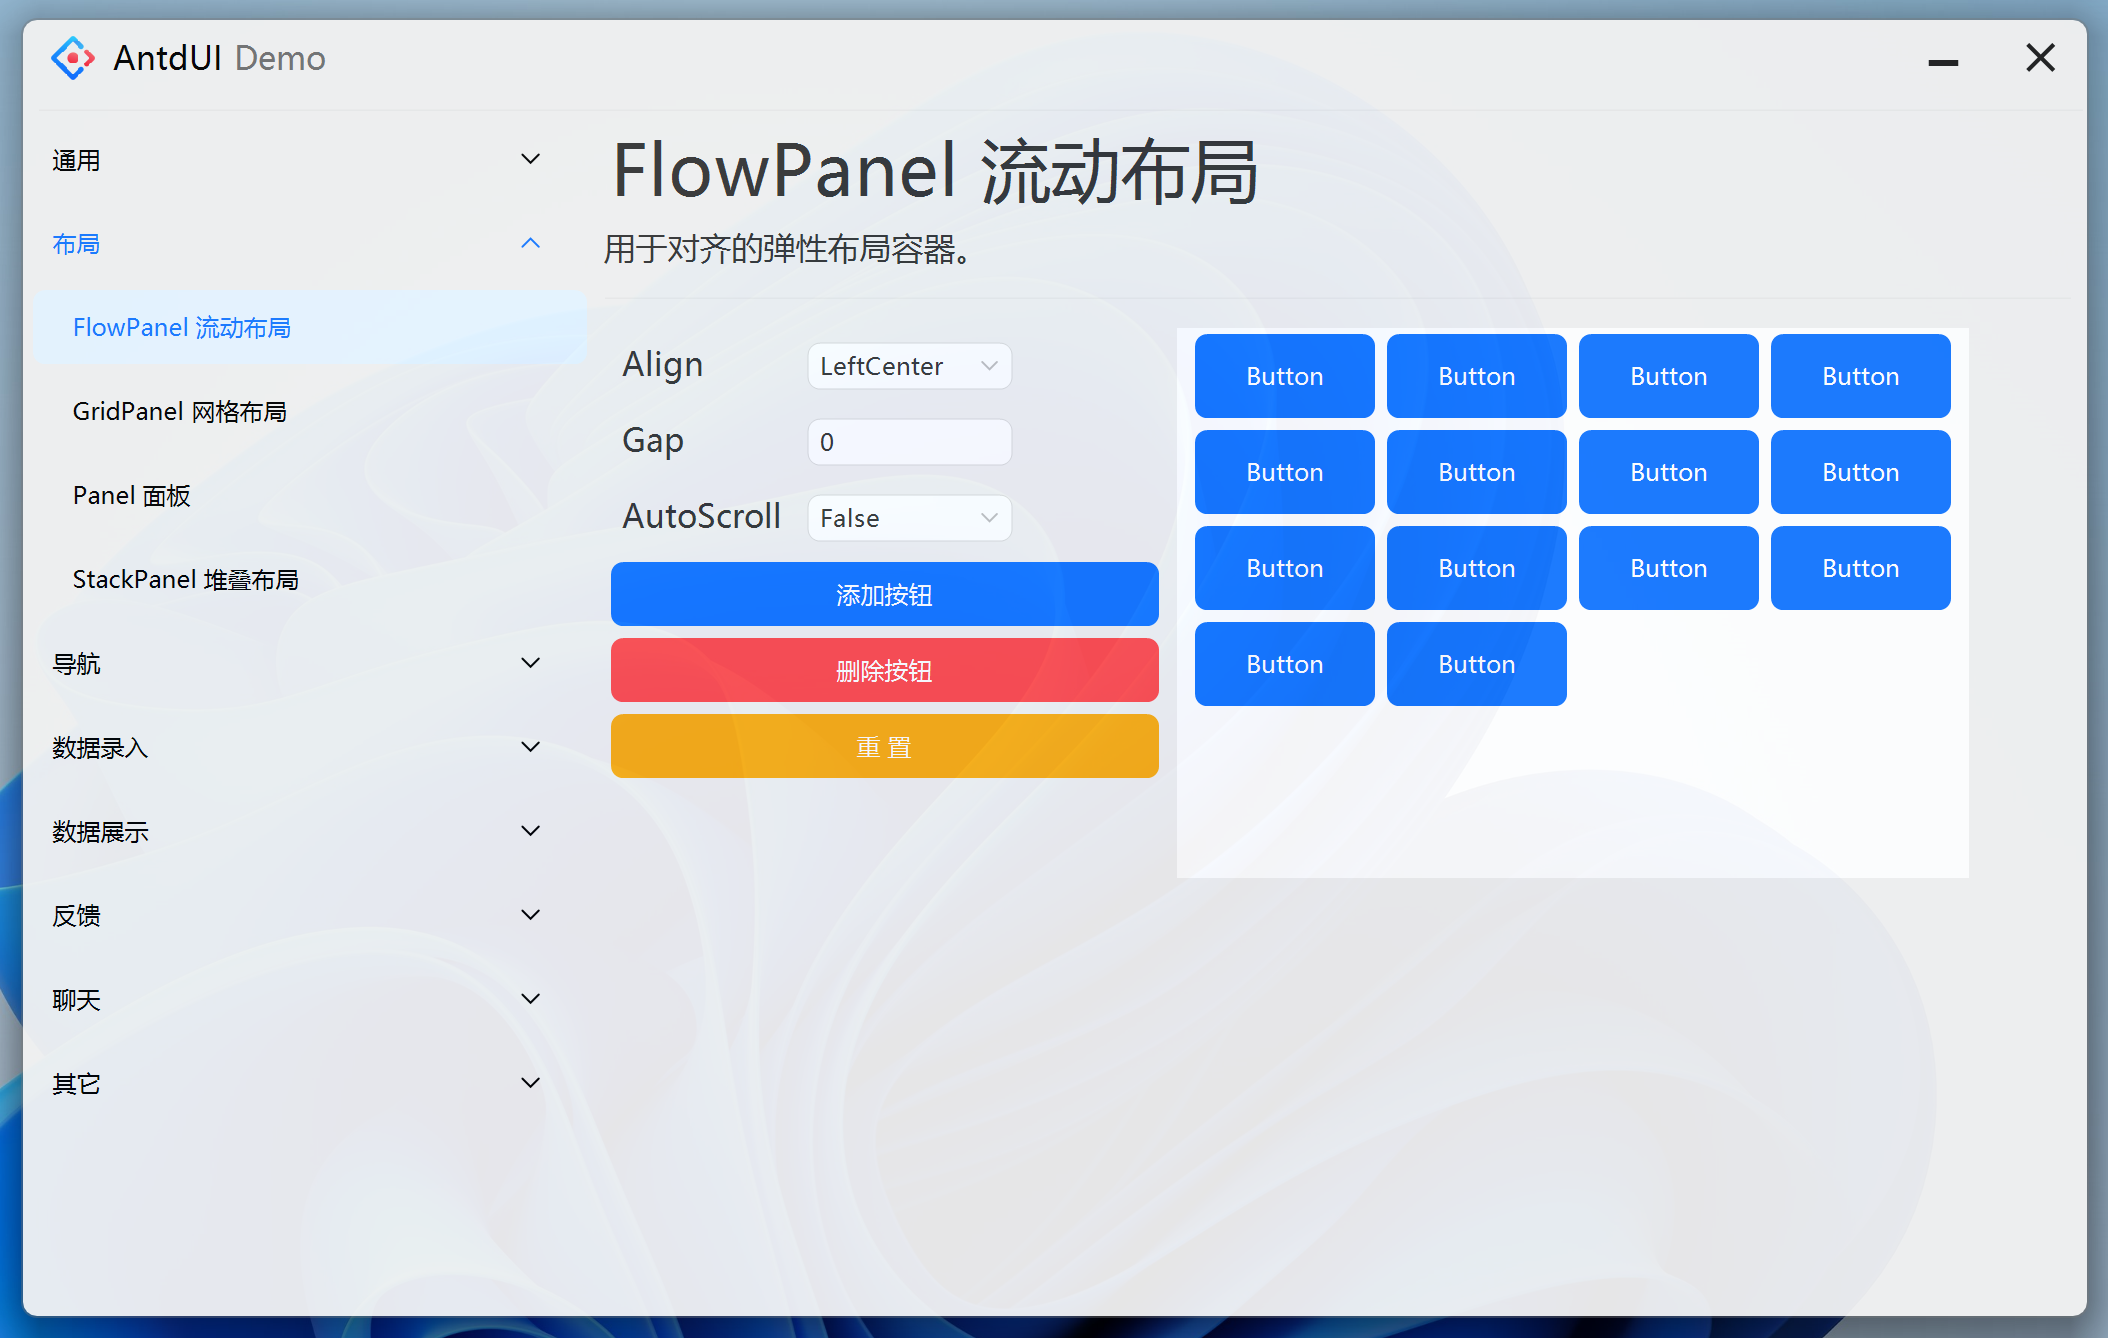 AntdUI Demo
通用
布局
FlowPanel 流动布局
GridPanel 网格布局
Panel 面板
StackPanel 堆叠布局
导航
数据录入
数据展示
反馈
聊天
其它
FlowPanel 流动布局
用于对齐的弹性布局容器。
Align LeftCenter
Gap 0
AutoScroll False
添加按钮
删除按钮
重置
Button Button Button Button
Button Button Button Button
Button Button Button Button
Button Button